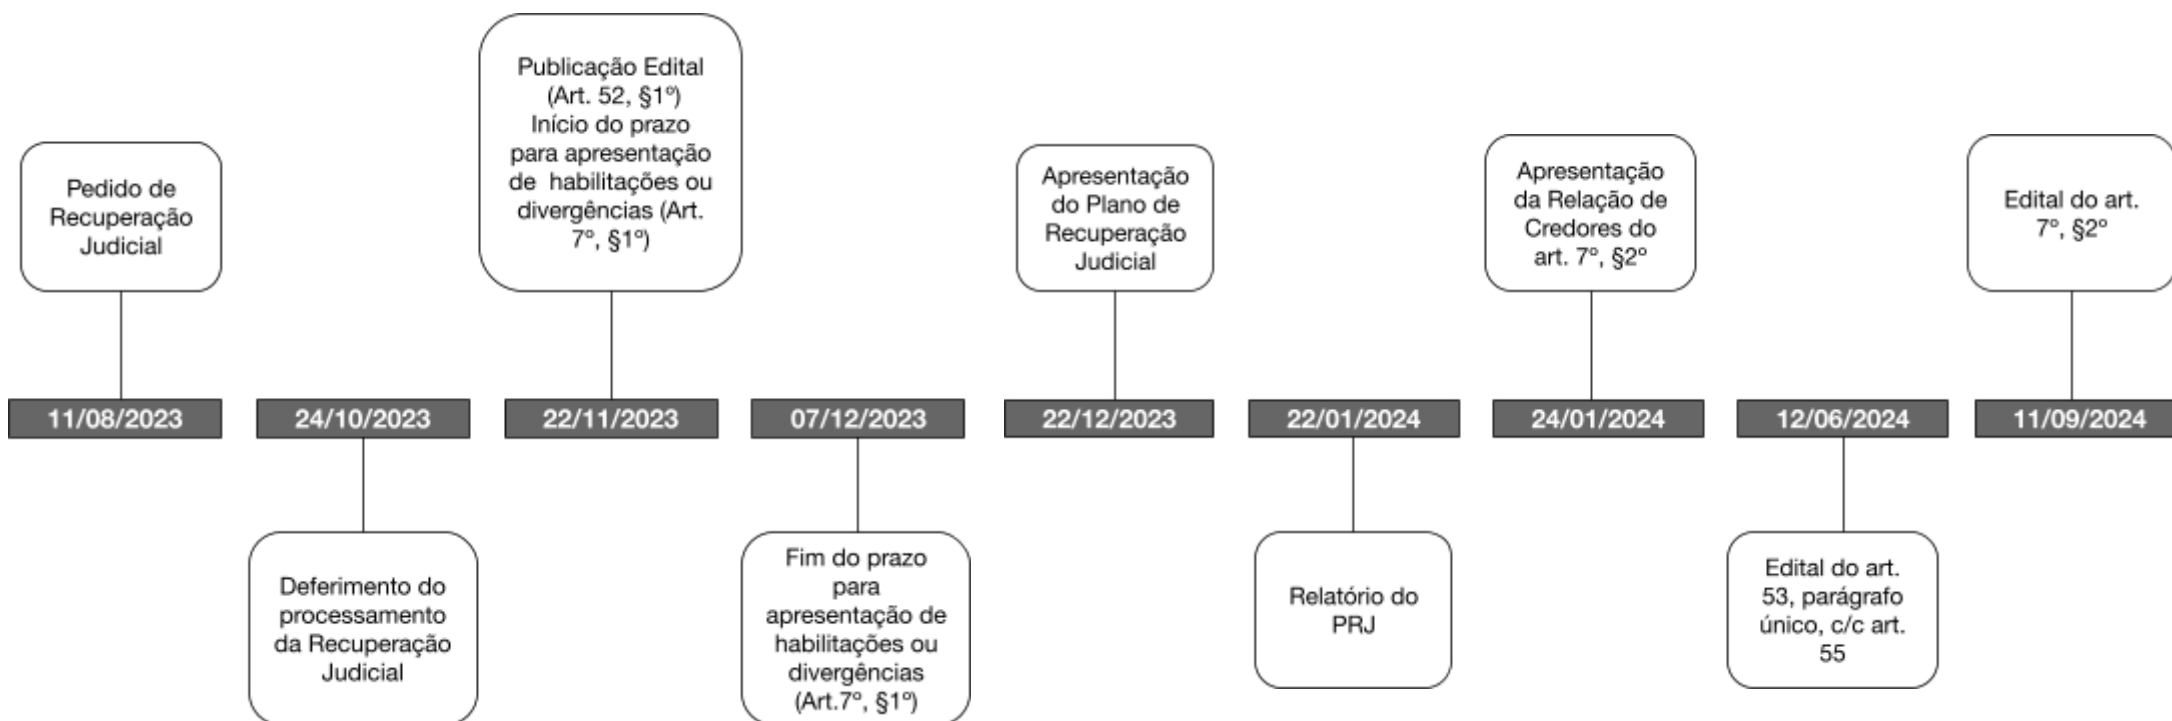 Pedido de
Recuperação
Judicial
11/08/2023
24/10/2023
Deferimento do
processamento
da Recuperação
Judicial
Publicação Edital
(Art. 52, §1º)
Início do prazo
para apresentação
de habilitações ou
divergências (Art.
7º, §1º)
22/11/2023
07/12/2023
Fim do prazo
para
apresentação de
habilitações ou
divergências
(Art.7º, §1º)
Apresentação
do Plano de
Recuperação
Judicial
22/12/2023
22/01/2024
Relatório do
PRJ
Apresentação
da Relação de
Credores do
art. 7º, §2º
24/01/2024
12/06/2024
Edital do art.
53, parágrafo
único, c/c art.
55
Edital do art.
7º, §2º
11/09/2024